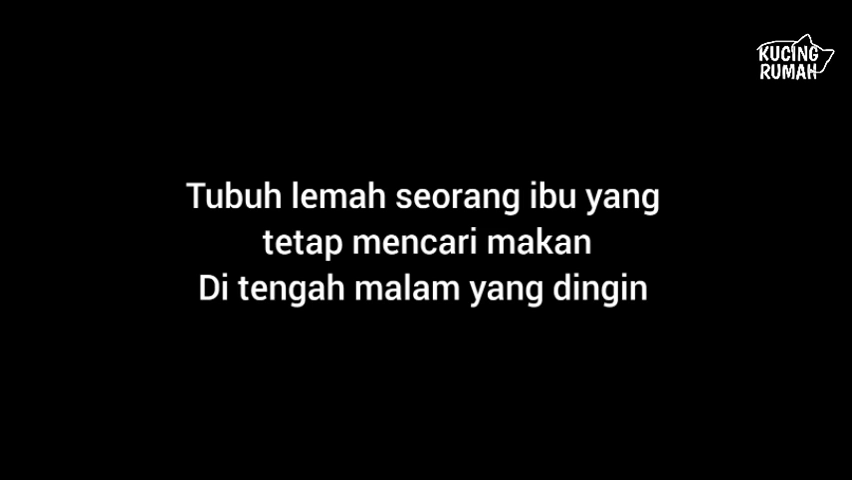 KUCING
RUMAH
Tubuh lemah seorang ibu yang
tetap mencari makan
Di tengah malam yang dingin